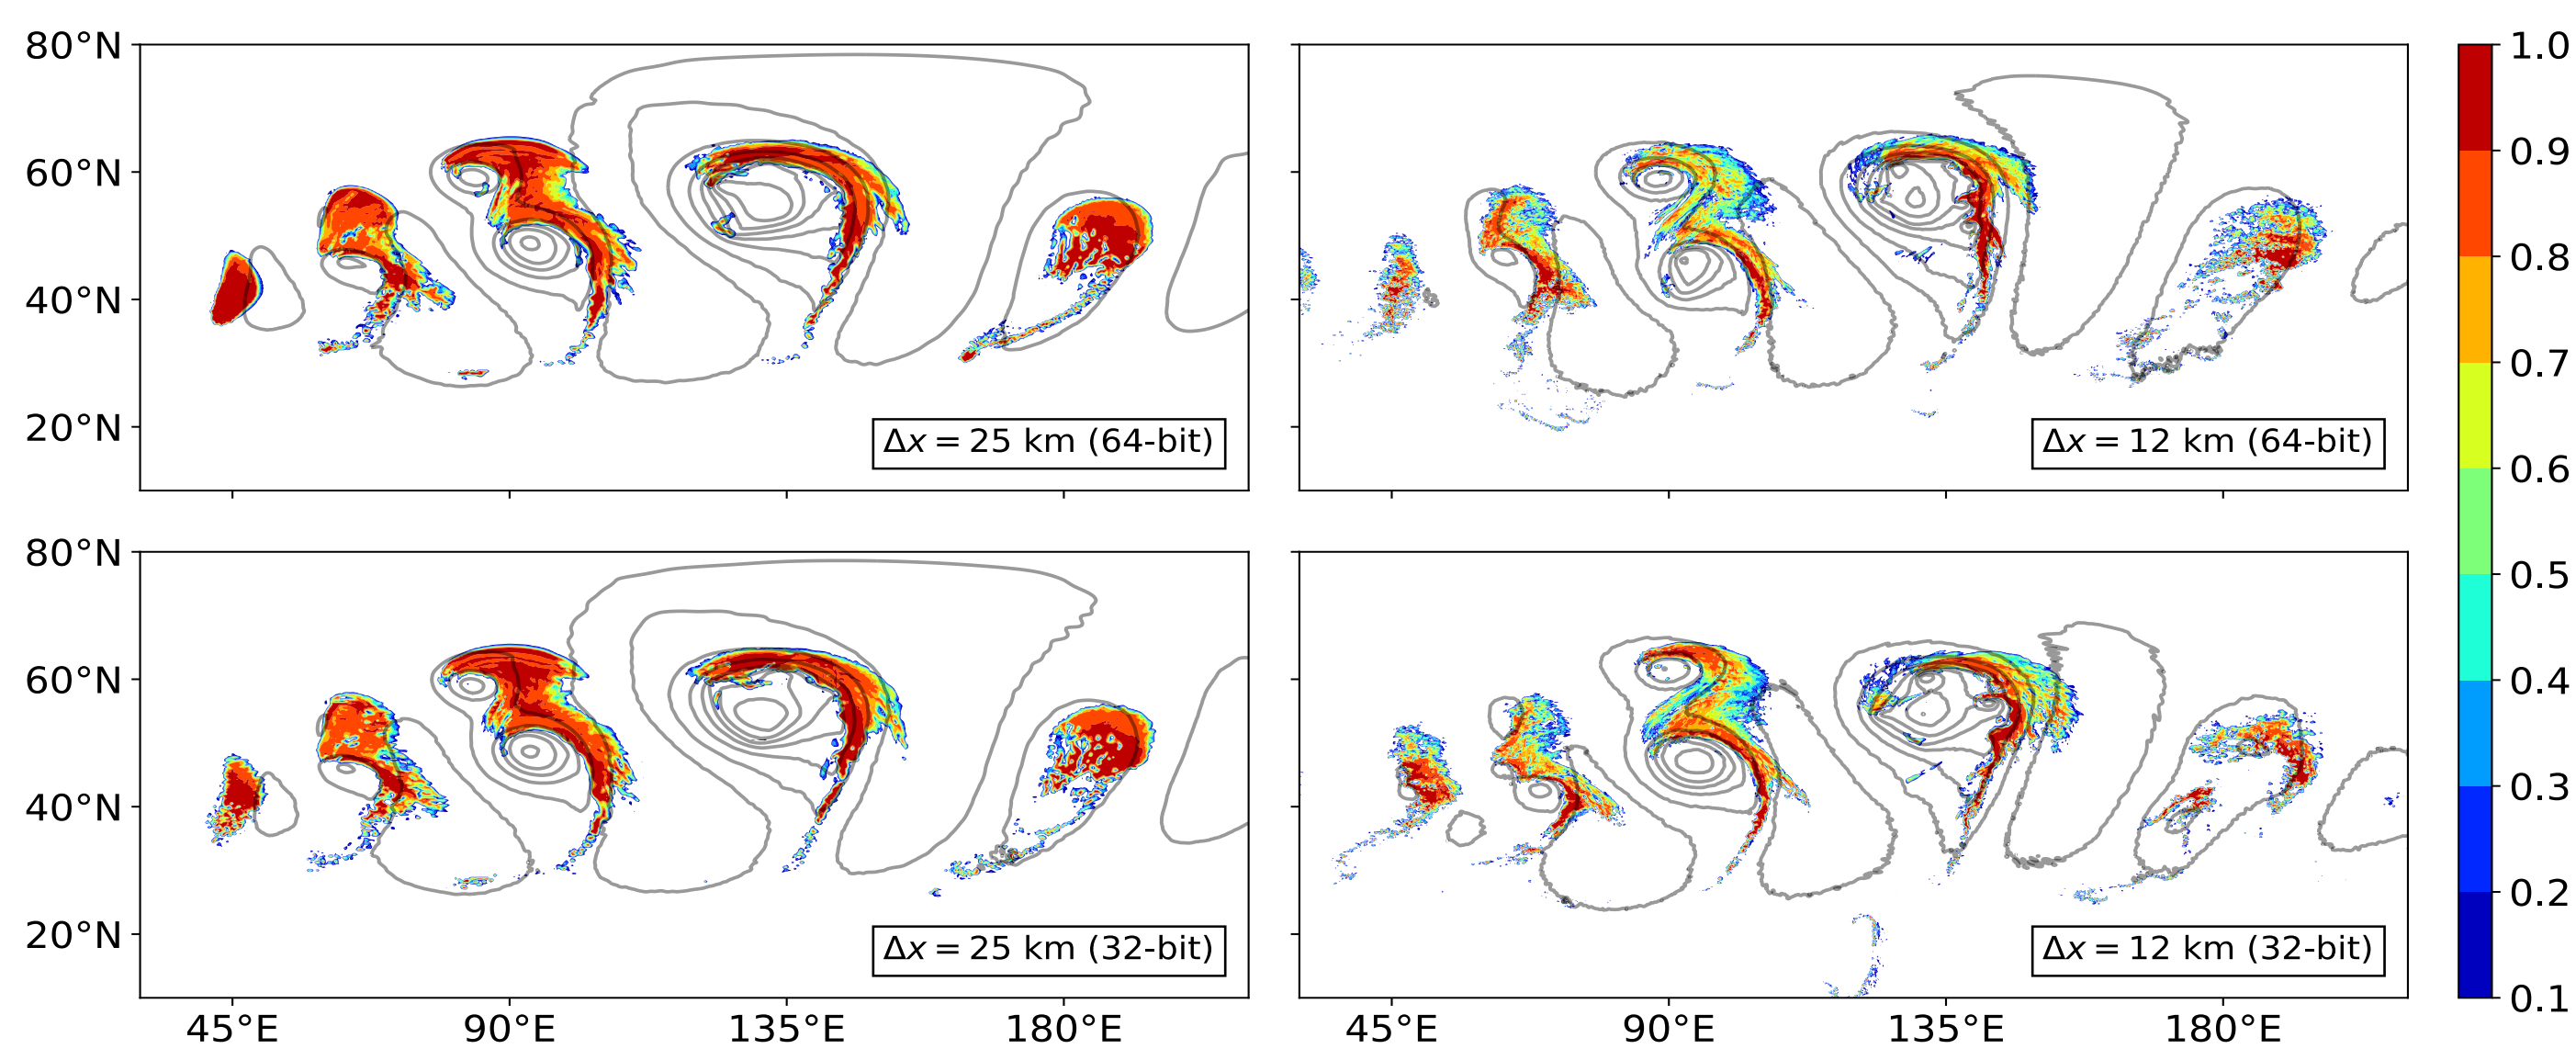 80°N
60°N
40°N
20°N
Δx = 25 km (64-bit)
Δx = 12 km (64-bit)
80°N
60°N
40°N
20°N
Δx = 25 km (32-bit)
Δx = 12 km (32-bit)
45°E 90°E 135°E 180°E
45°E 90°E 135°E 180°E
1.0
0.9
0.8
0.7
0.6
0.5
0.4
0.3
0.2
0.1